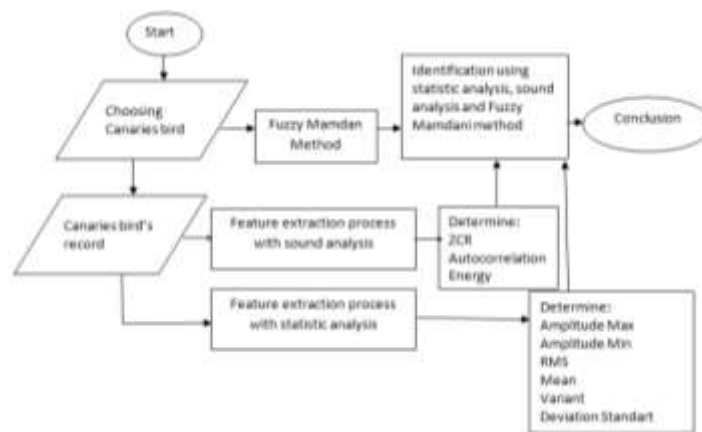 Start
Choosing
Canaries bird
Fuzzy Mamdan
Method
Identification using
statistic analysis, sound
analysis and Fuzzy
Mamdani method
Conclusion
Canaries bird's
record
Feature extraction process
with sound analysis
Determine:
ZCR
Autocorrelation
Energy
Feature extraction process
with statistic analysis
Determine:
Amplitude Max
Amplitude Min
RMS
Mean
Variant
Deviation Standart